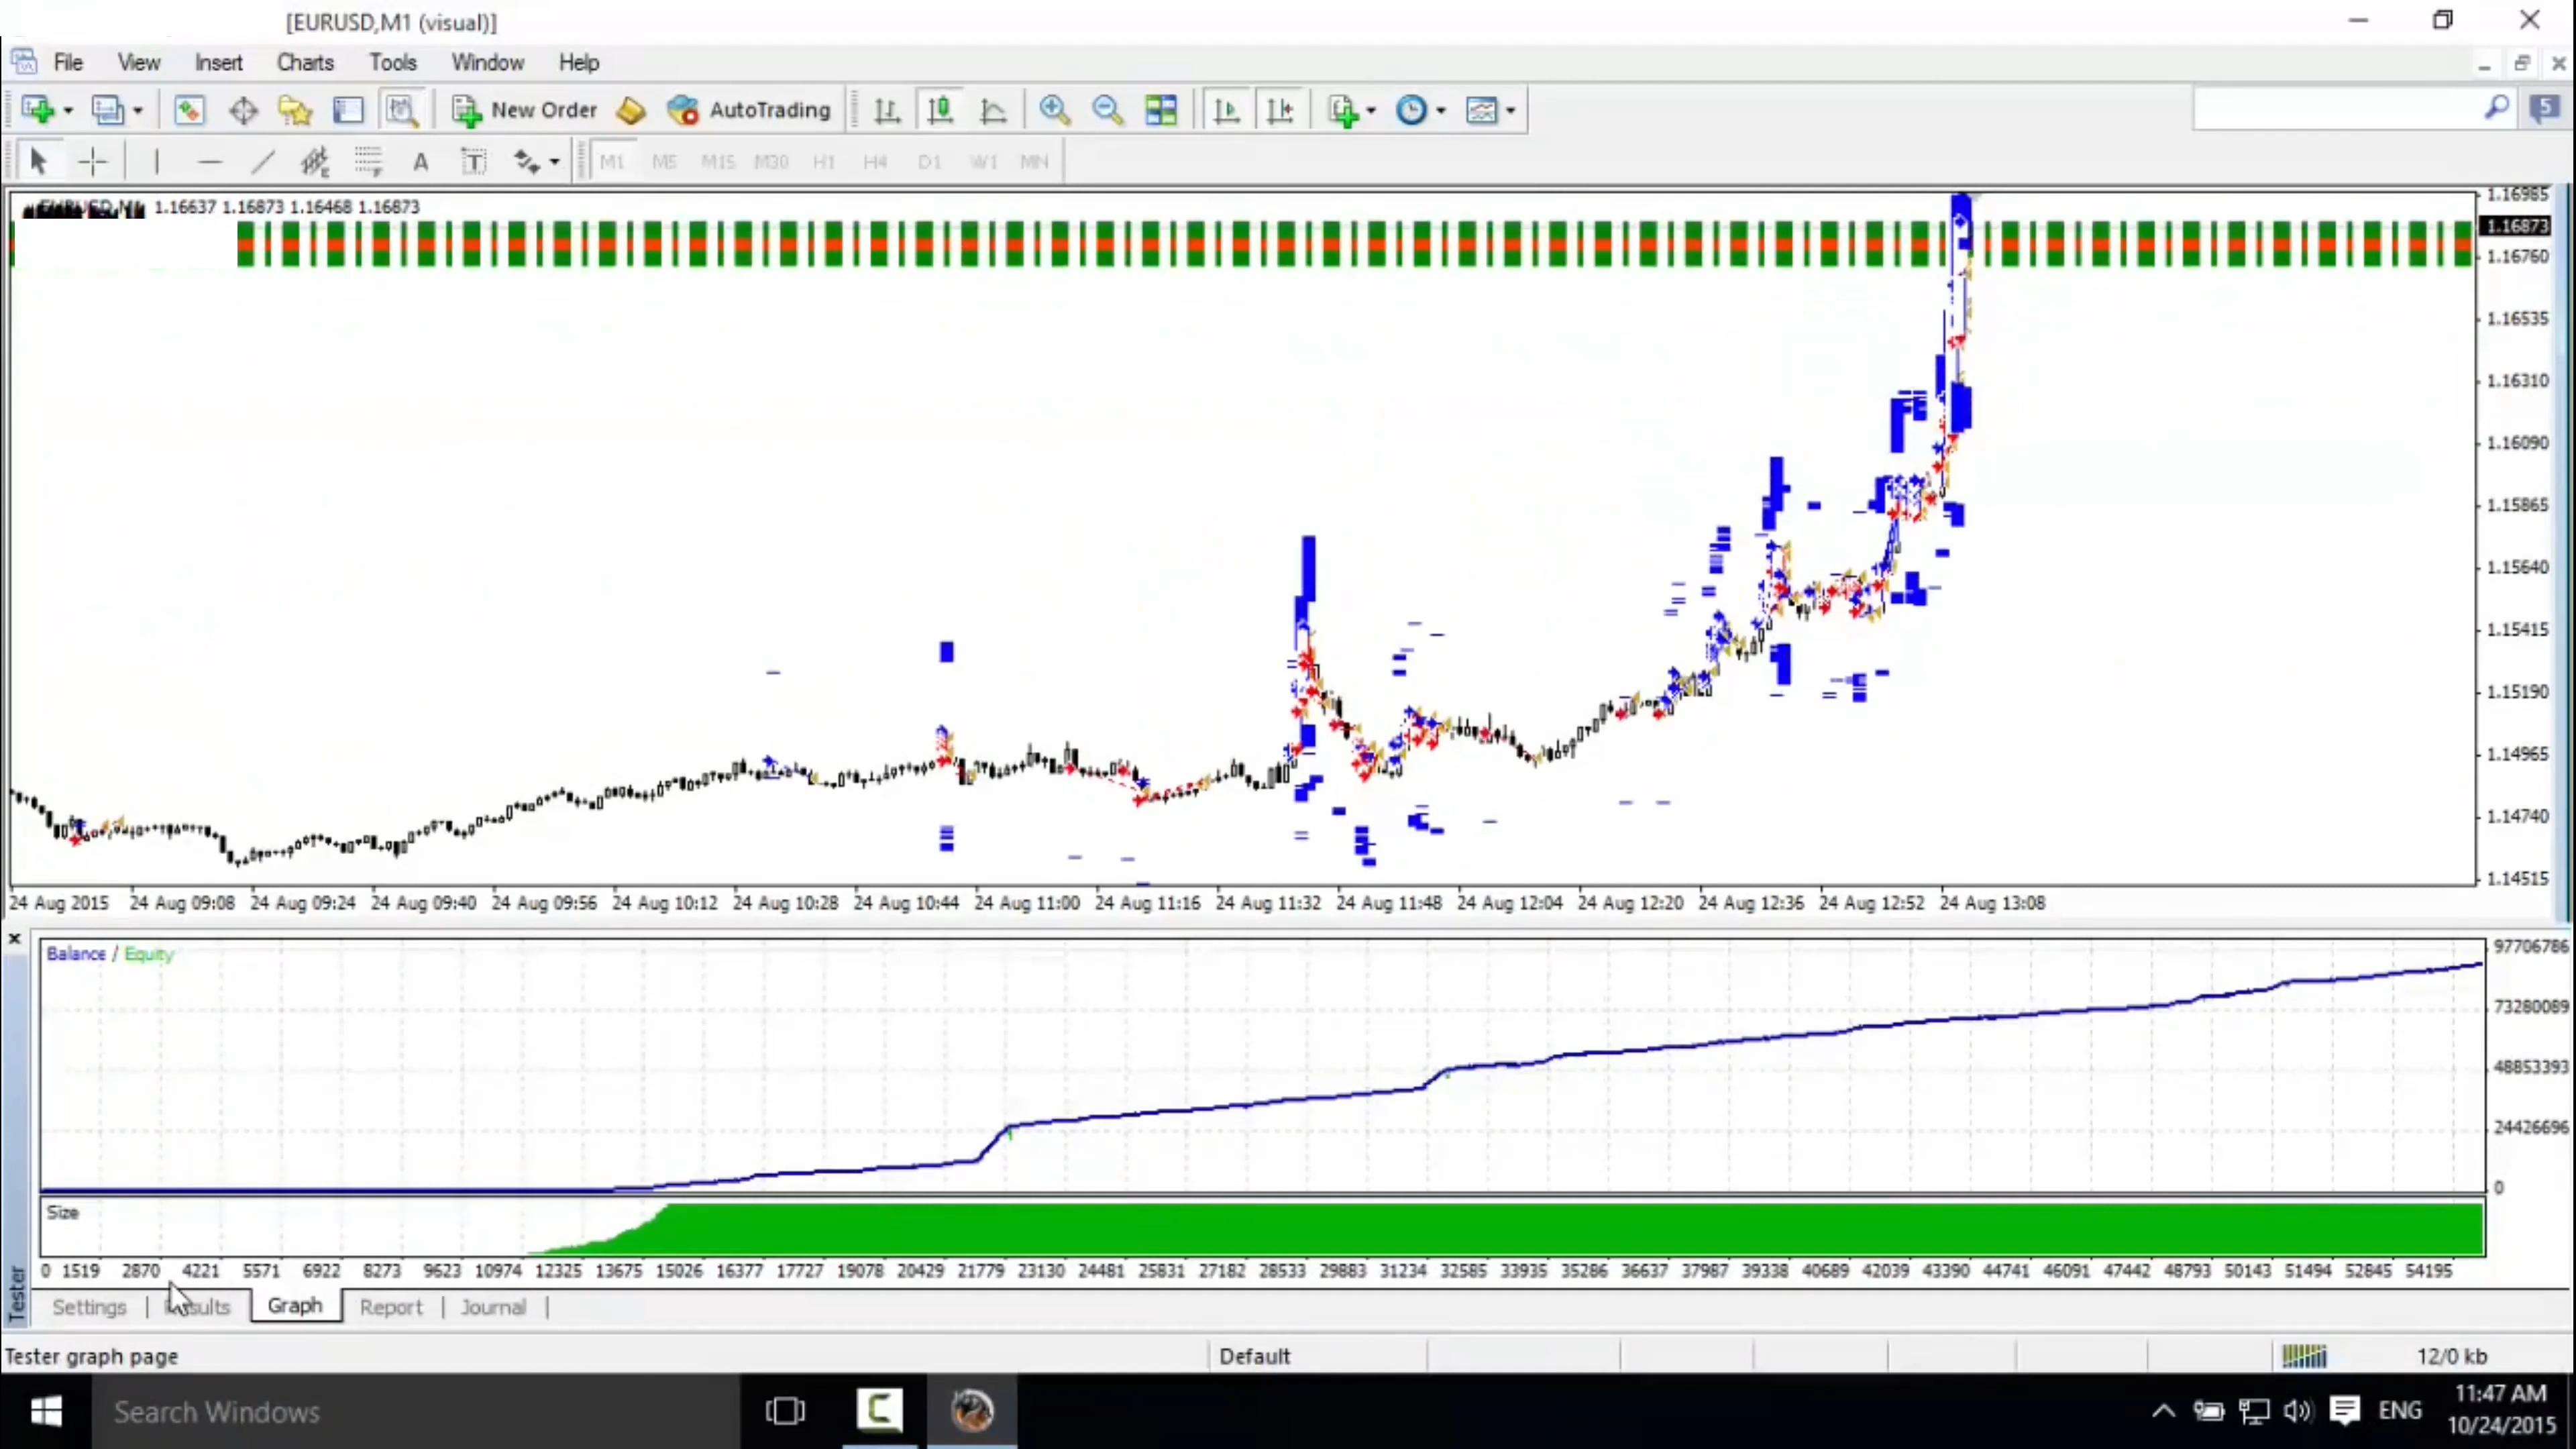 [EURUSD,M1 (visual)]
File View Insert Charts Tools Window Help
New Order AutoTrading 5
A T M1 M5 M15 M30 H1 H4 D1 W1 MN
EURUSD,M1 1.16637 1.16873 1.16468 1.16873
1.16985
1.16873
1.16760
1.16535
1.16310
1.16090
1.15865
1.15640
1.15415
1.15190
1.14965
1.14740
1.14515
24 Aug 2015 24 Aug 09:08 24 Aug 09:24 24 Aug 09:40 24 Aug 09:56 24 Aug 10:12 24 Aug 10:28 24 Aug 10:44 24 Aug 11:00 24 Aug 11:16 24 Aug 11:32 24 Aug 11:48 24 Aug 12:04 24 Aug 12:20 24 Aug 12:36 24 Aug 12:52 24 Aug 13:08
Balance / Equity
97706786
73280089
48853393
24426696
0
Size
0 1519 2870 4221 5571 6922 8273 9623 10974 12325 13675 15026 16377 17727 19078 20429 21779 23130 24481 25831 27182 28533 29883 31234 32585 33935 35286 36637 37987 39338 40689 42039 43390 44741 46091 47442 48793 50143 51494 52845 54195
Tester
Settings Results Graph Report Journal
Tester graph page Default 12/0 kb
Search Windows C ENG 11:47 AM
10/24/2015